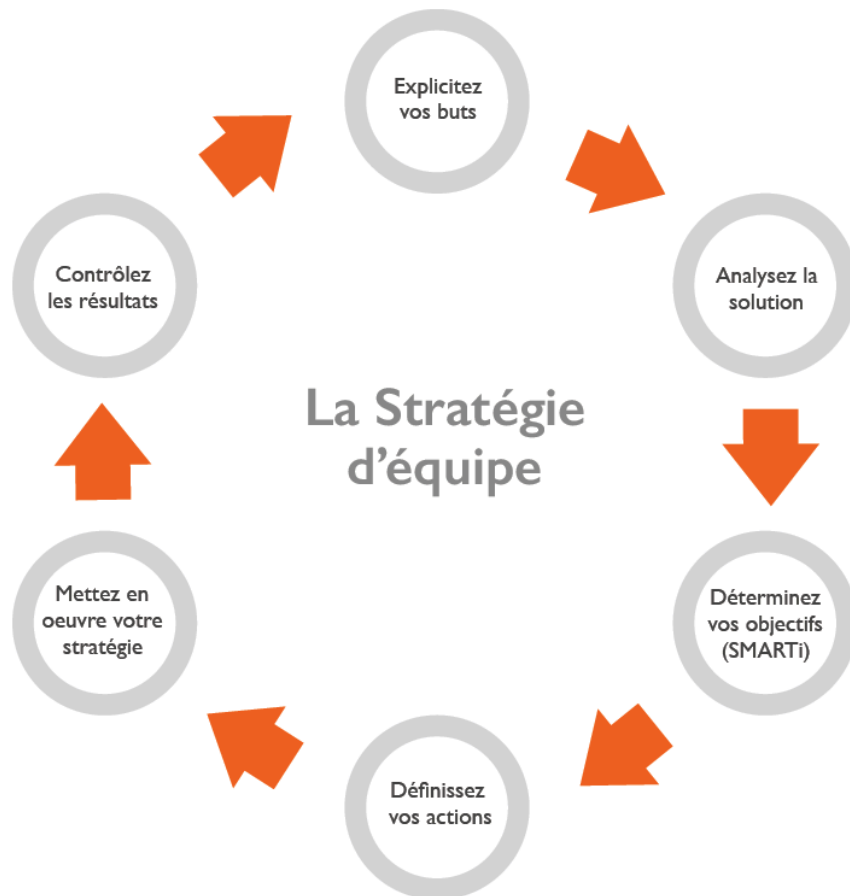 Explicitez
vos buts
Analysez la
solution
Déterminez
vos objectifs
(SMARTi)
Définissez
vos actions
Mettez en
oeuvre votre
stratégie
Contrôlez
les résultats
La Stratégie
d’équipe